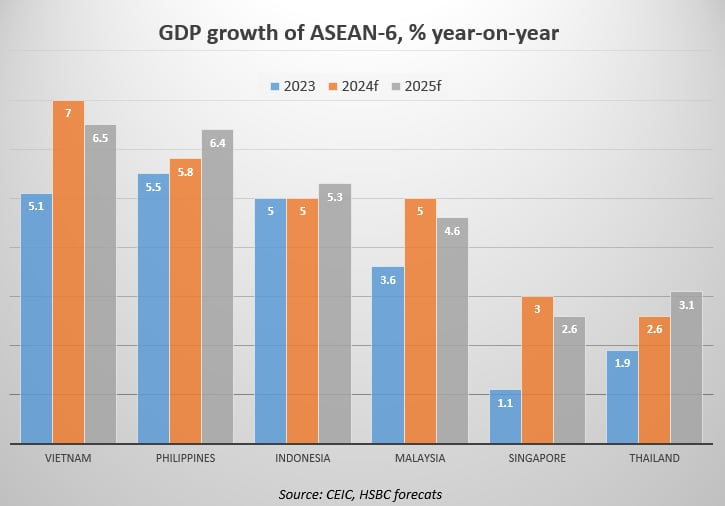 GDP growth of ASEAN-6, % year-on-year
2023 2024f 2025f
5.1 7 6.5
5.5 5.8 6.4
5 5 5.3
3.6 5 4.6
1.1 3 2.6
1.9 2.6 3.1
VIETNAM PHILIPPINES INDONESIA MALAYSIA SINGAPORE THAILAND
Source: CEIC, HSBC forecats